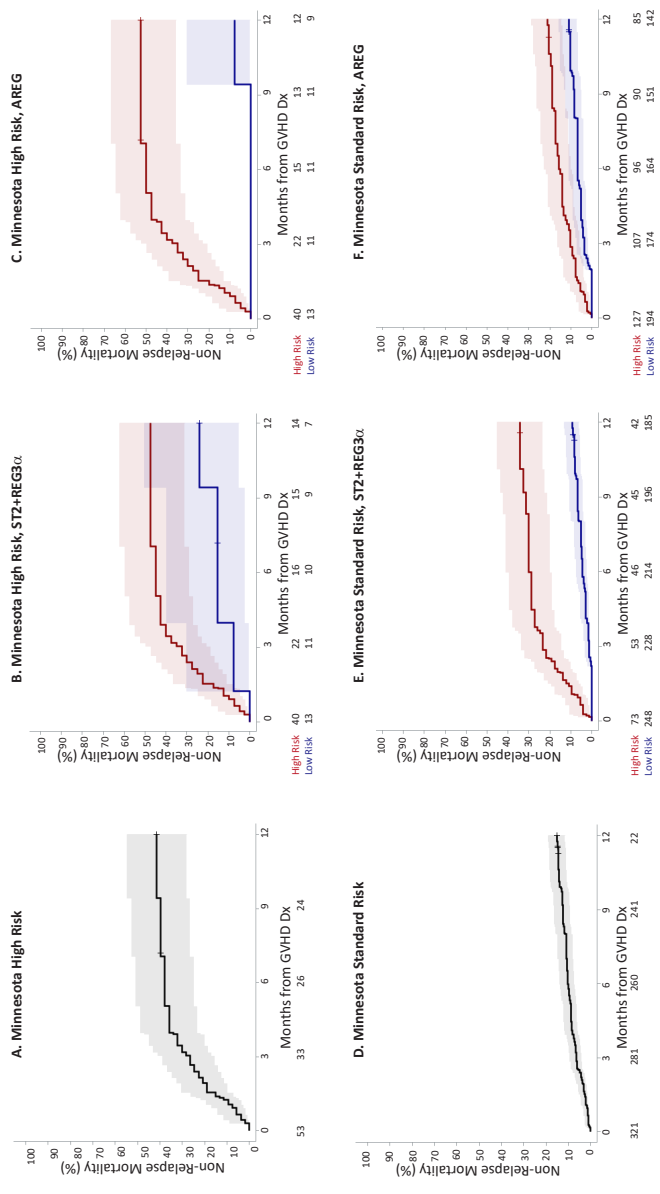 A. Minnesota High Risk
Non-Relapse Mortality (%)
100
90
80
70
60
50
40
30
20
10
0
0 3 6 9 12
Months from GVHD Dx
53 33 26 24
B. Minnesota High Risk, ST2+REG3α
Non-Relapse Mortality (%)
100
90
80
70
60
50
40
30
20
10
0
0 3 6 9 12
Months from GVHD Dx
High Risk 40 22 16 15 14
Low Risk 13 11 10 9 7
C. Minnesota High Risk, AREG
Non-Relapse Mortality (%)
100
90
80
70
60
50
40
30
20
10
0
0 3 6 9 12
Months from GVHD Dx
High Risk 40 22 15 13 12
Low Risk 13 11 11 11 9
D. Minnesota Standard Risk
Non-Relapse Mortality (%)
100
90
80
70
60
50
40
30
20
10
0
0 3 6 9 12
Months from GVHD Dx
321 281 260 241 22
E. Minnesota Standard Risk, ST2+REG3α
Non-Relapse Mortality (%)
100
90
80
70
60
50
40
30
20
10
0
0 3 6 9 12
Months from GVHD Dx
High Risk 73 53 46 45 42
Low Risk 248 228 214 196 185
F. Minnesota Standard Risk, AREG
Non-Relapse Mortality (%)
100
90
80
70
60
50
40
30
20
10
0
0 3 6 9 12
Months from GVHD Dx
High Risk 127 107 96 90 85
Low Risk 194 174 164 151 142